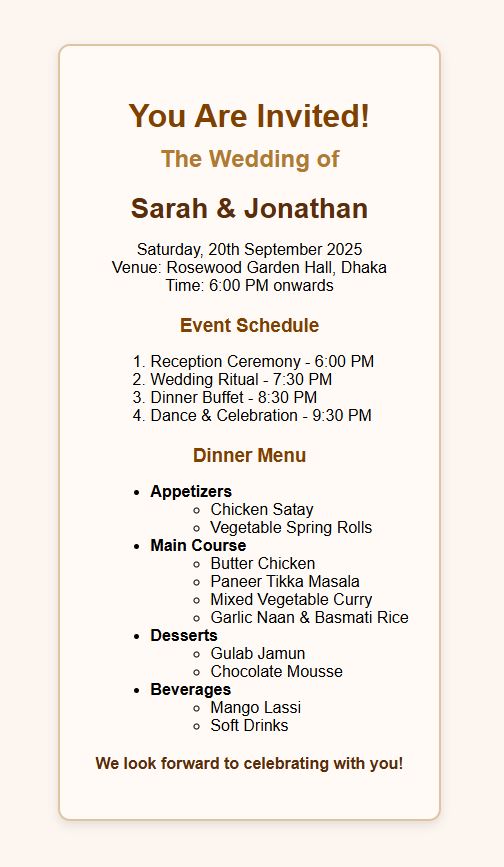 You Are Invited!
The Wedding of
Sarah & Jonathan
Saturday, 20th September 2025
Venue: Rosewood Garden Hall, Dhaka
Time: 6:00 PM onwards
Event Schedule
1. Reception Ceremony - 6:00 PM
2. Wedding Ritual - 7:30 PM
3. Dinner Buffet - 8:30 PM
4. Dance & Celebration - 9:30 PM
Dinner Menu
• Appetizers
◦ Chicken Satay
◦ Vegetable Spring Rolls
• Main Course
◦ Butter Chicken
◦ Paneer Tikka Masala
◦ Mixed Vegetable Curry
◦ Garlic Naan & Basmati Rice
• Desserts
◦ Gulab Jamun
◦ Chocolate Mousse
• Beverages
◦ Mango Lassi
◦ Soft Drinks
We look forward to celebrating with you!